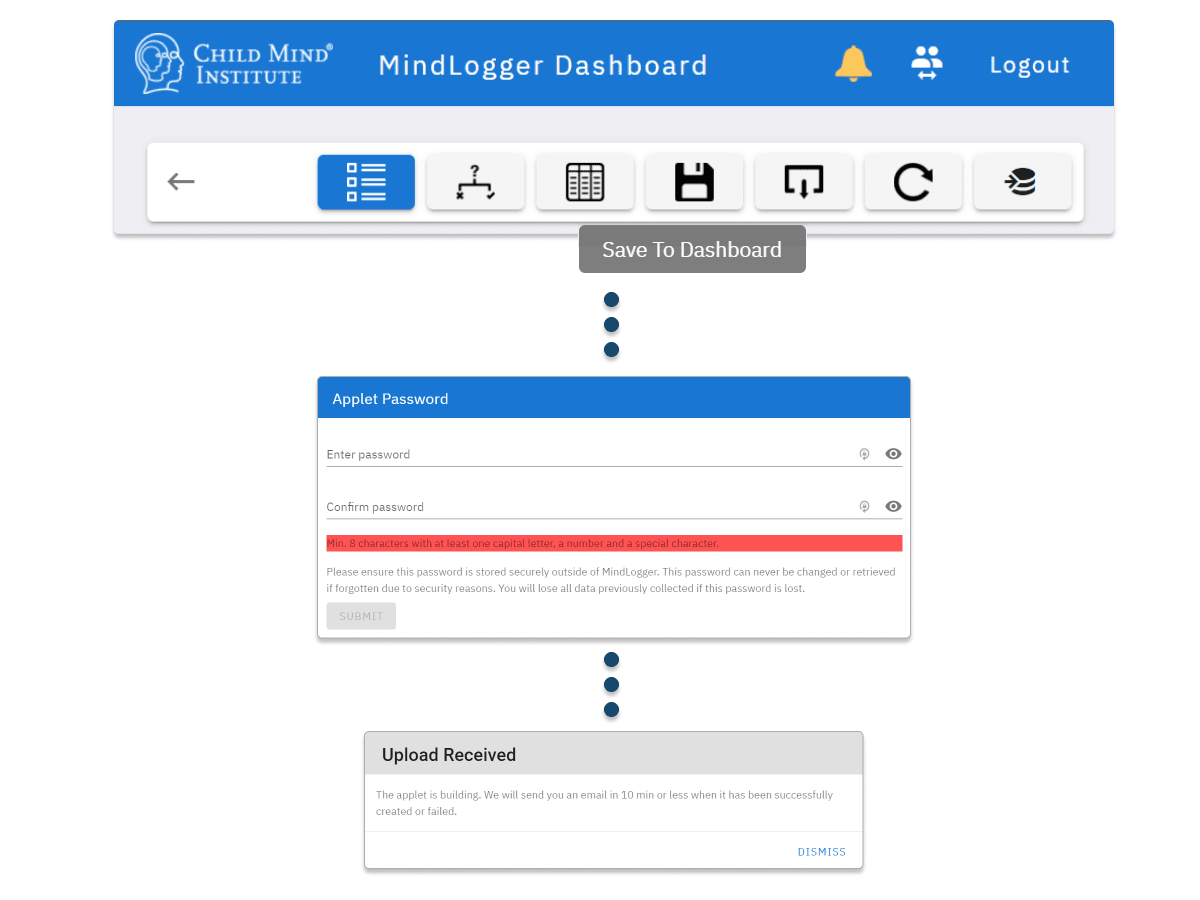 CHILD MIND®
INSTITUTE
MindLogger Dashboard
Logout
?
Save To Dashboard
Applet Password
Enter password
Confirm password
Min. 8 characters with at least one capital letter, a number and a special character.
Please ensure this password is stored securely outside of MindLogger. This password can never be changed or retrieved
if forgotten due to security reasons. You will lose all data previously collected if this password is lost.
SUBMIT
Upload Received
The applet is building. We will send you an email in 10 min or less when it has been successfully
created or failed.
DISMISS